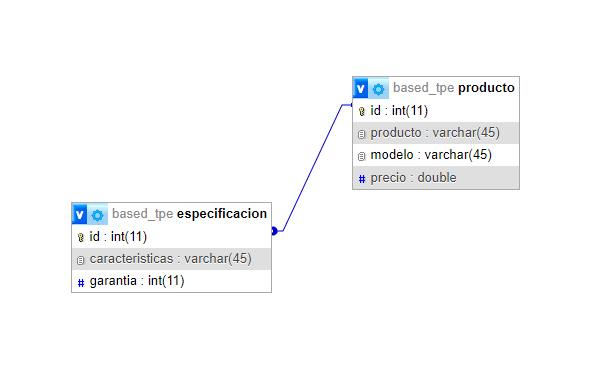 based_tpe producto
id : int(11)
producto : varchar(45)
modelo : varchar(45)
precio : double
based_tpe especificacion
id : int(11)
caracteristicas : varchar(45)
garantia : int(11)